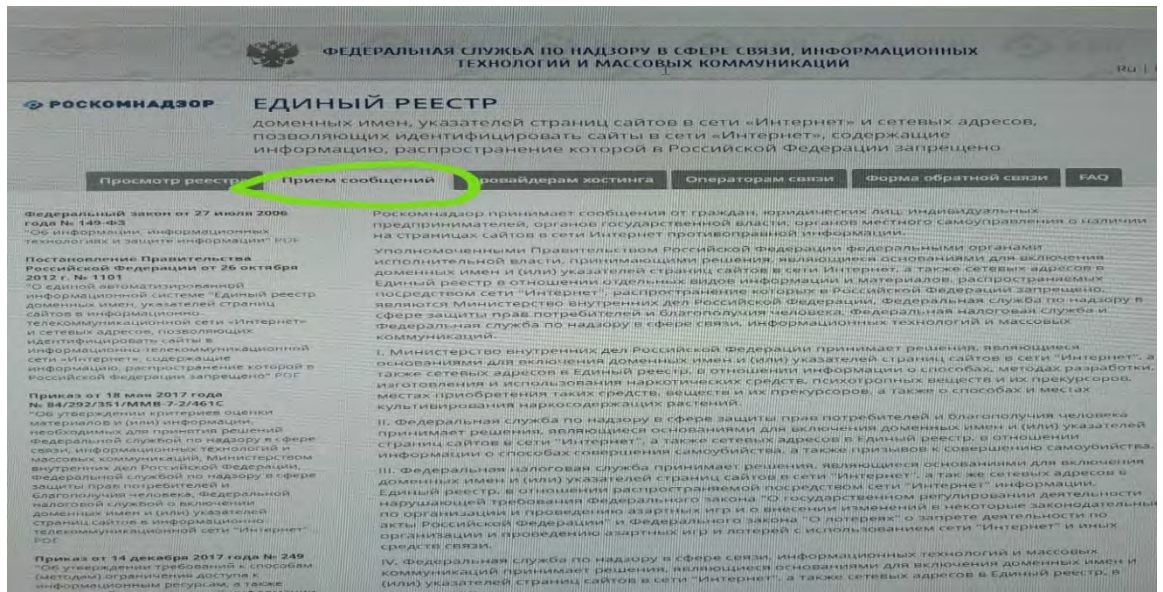 ФЕДЕРАЛЬНАЯ СЛУЖБА ПО НАДЗОРУ В СФЕРЕ СВЯЗИ, ИНФОРМАЦИОННЫХ
ТЕХНОЛОГИЙ И МАССОВЫХ КОММУНИКАЦИЙ
RU |
РОСКОМНАДЗОР
ЕДИНЫЙ РЕЕСТР
доменных имен, указателей страниц сайтов в сети «Интернет» и сетевых адресов,
позволяющих идентифицировать сайты в сети «Интернет», содержащие
информацию, распространение которой в Российской Федерации запрещено
Просмотр реестра
Прием сообщений
Провайдерам хостинга
Операторам связи
Форма обратной связи
FAQ
Федеральный закон от 27 июля 2006
года № 149-ФЗ
"Об информации, информационных
технологиях и защите информации" PDF
Постановление Правительства
Российской Федерации от 26 октября
2012 г. № 1101
"О единой автоматизированной
информационной системе "Единый реестр
доменных имен, указателей страниц
сайтов в информационно-
телекоммуникационной сети «Интернет»
и сетевых адресов, позволяющих
идентифицировать сайты в
информационно-телекоммуникационной
сети «Интернет», содержащие
информацию, распространение которой в
Российской Федерации запрещено" PDF
Приказ от 18 мая 2017 года
№ 84/292/351/ММВ-7-2/461С
"Об утверждении критериев оценки
материалов и (или) информации,
необходимых для принятия решений
Федеральной службой по надзору в сфере
связи, информационных технологий и
массовых коммуникаций, Министерством
внутренних дел Российской Федерации,
Федеральной службой по надзору в сфере
защиты прав потребителей и
благополучия человека, Федеральной
налоговой службой о включении
доменных имен и (или) указателей
страниц сайтов в информационно-
телекоммуникационной сети "Интернет"
PDF
Приказ от 14 декабря 2017 года № 249
"Об утверждении требований к способам
(методам) ограничения доступа к
информационным ресурсам, а также
Роскомнадзор принимает сообщения от граждан, юридических лиц, индивидуальных
предпринимателей, органов государственной власти, органов местного самоуправления о наличии
на страницах сайтов в сети Интернет противоправной информации.
Уполномоченными Правительством Российской Федерации федеральными органами
исполнительной власти, принимающими решения, являющиеся основаниями для включения
доменных имен и (или) указателей страниц сайтов в сети Интернет, а также сетевых адресов в
Единый реестр в отношении отдельных видов информации и материалов, распространяемых
посредством сети "Интернет", распространение которых в Российской Федерации запрещено,
являются Министерство внутренних дел Российской Федерации, Федеральная служба по надзору в
сфере защиты прав потребителей и благополучия человека, Федеральная налоговая служба и
Федеральная служба по надзору в сфере связи, информационных технологий и массовых
коммуникаций.
I. Министерство внутренних дел Российской Федерации принимает решения, являющиеся
основаниями для включения доменных имен и (или) указателей страниц сайтов в сети "Интернет", а
также сетевых адресов в Единый реестр, в отношении информации о способах, методах разработки,
изготовления и использования наркотических средств, психотропных веществ и их прекурсоров,
местах приобретения таких средств, веществ и их прекурсоров, а также о способах и местах
культивирования наркосодержащих растений.
II. Федеральная служба по надзору в сфере защиты прав потребителей и благополучия человека
принимает решения, являющиеся основаниями для включения доменных имен и (или) указателей
страниц сайтов в сети "Интернет", а также сетевых адресов в Единый реестр, в отношении
информации о способах совершения самоубийства, а также призывов к совершению самоубийства.
III. Федеральная налоговая служба принимает решения, являющиеся основаниями для включения
доменных имен и (или) указателей страниц сайтов в сети "Интернет", а так же сетевых адресов в
Единый реестр, в отношении распространяемой посредством сети "Интернет" информации,
нарушающей требования Федерального закона "О государственном регулировании деятельности
по организации и проведению азартных игр и о внесении изменений в некоторые законодательные
акты Российской Федерации" и Федерального закона "О лотереях" о запрете деятельности по
организации и проведению азартных игр и лотерей с использованием сети "Интернет" и иных
средств связи.
IV. Федеральная служба по надзору в сфере связи, информационных технологий и массовых
коммуникаций принимает решения, являющиеся основаниями для включения доменных имен и
(или) указателей страниц сайтов в сети "Интернет", а также сетевых адресов в Единый реестр, в